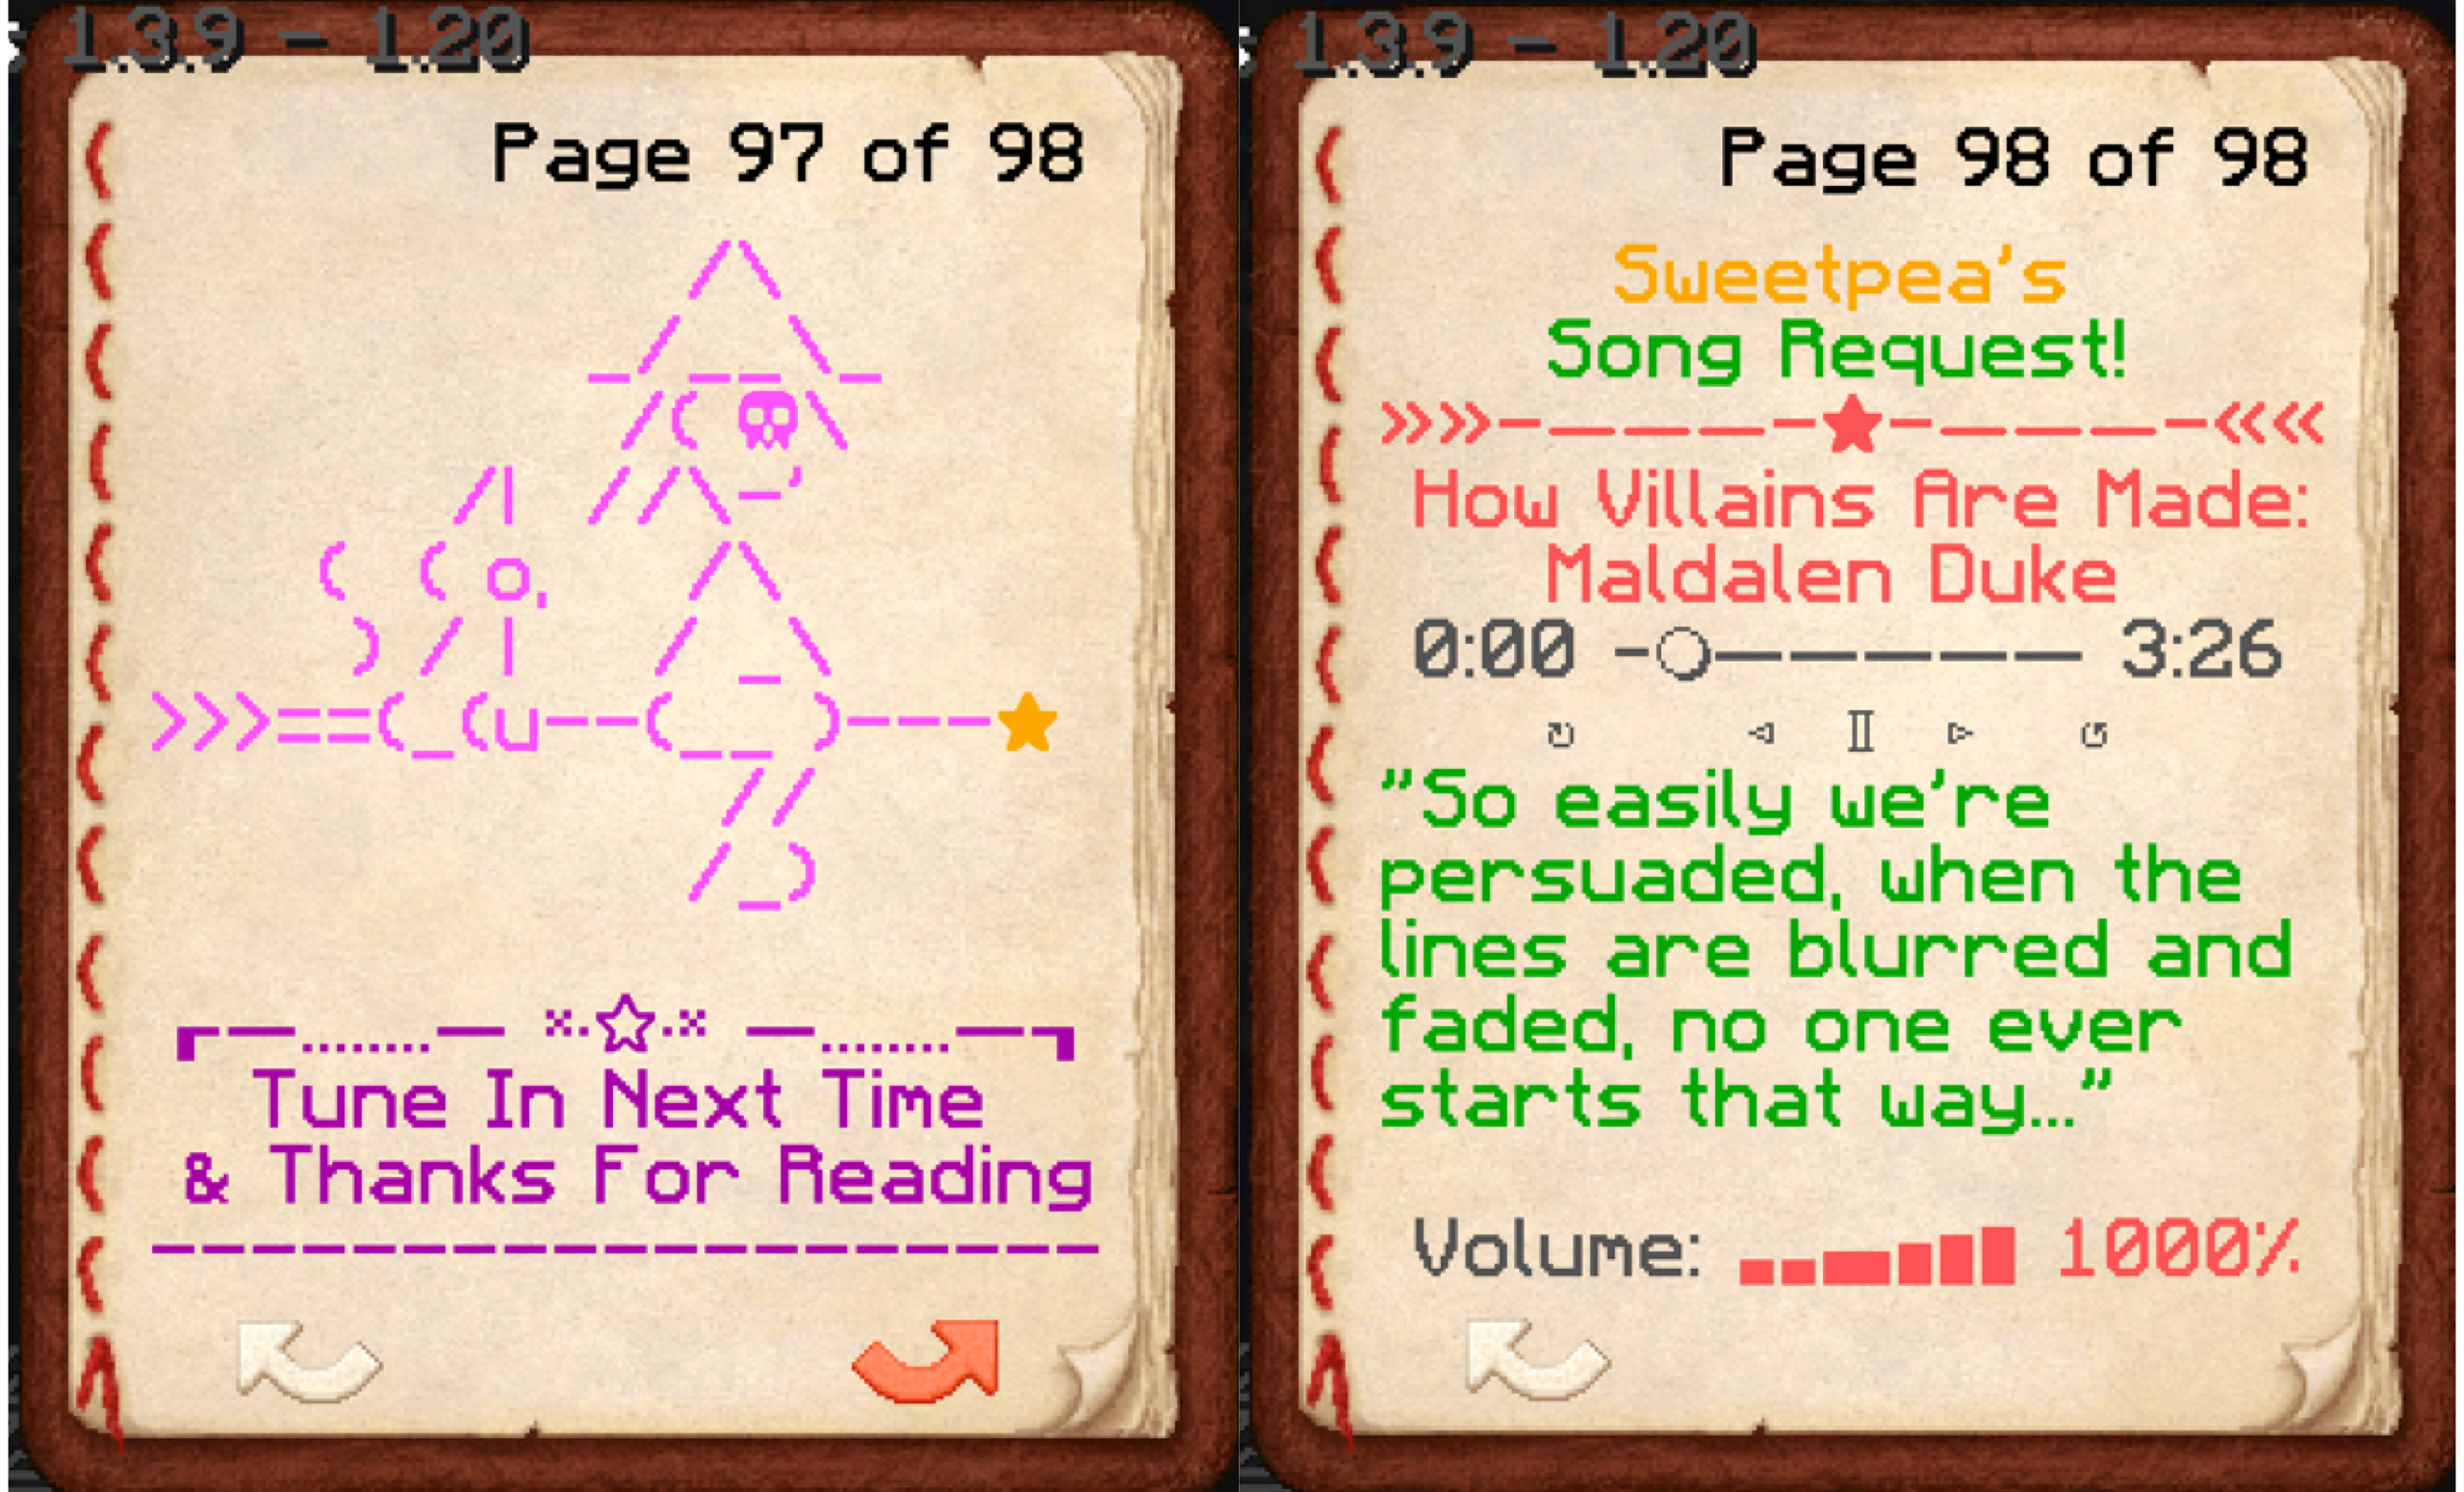 1.3.9 - 1.20
Page 97 of 98
Tune In Next Time
& Thanks For Reading
1.3.9 - 1.20
Page 98 of 98
Sweetpea's
Song Request!
How Villains Are Made:
Maldalen Duke
0:00 3:26
"So easily we're
persuaded, when the
lines are blurred and
faded, no one ever
starts that way..."
Volume: 1000%